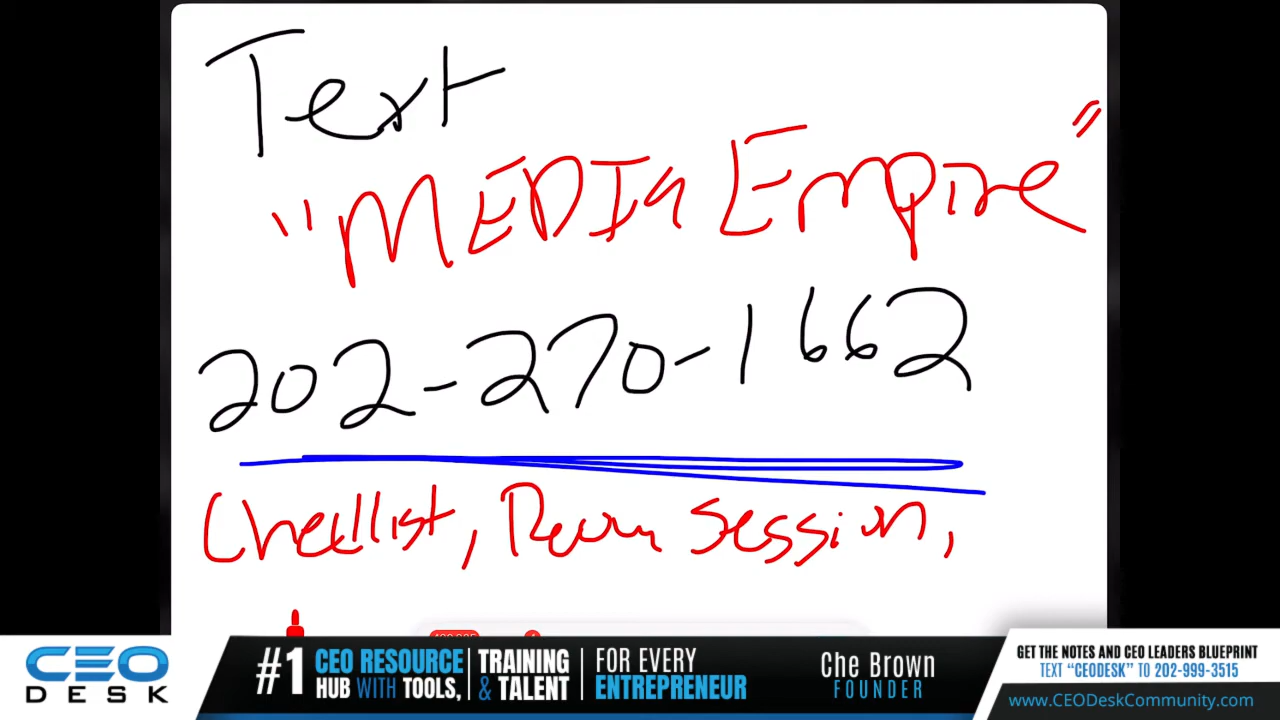 Text
"MEDIA Empire"
202-270-1662
Checklist, Session,
CEO
DESK
#1 CEO RESOURCE
HUB WITH TOOLS,
TRAINING
& TALENT
FOR EVERY
ENTREPRENEUR
Che Brown
FOUNDER
GET THE NOTES AND CEO LEADERS BLUEPRINT
TEXT “CEODESK” TO 202-999-3515
www.CEODeskCommunity.com